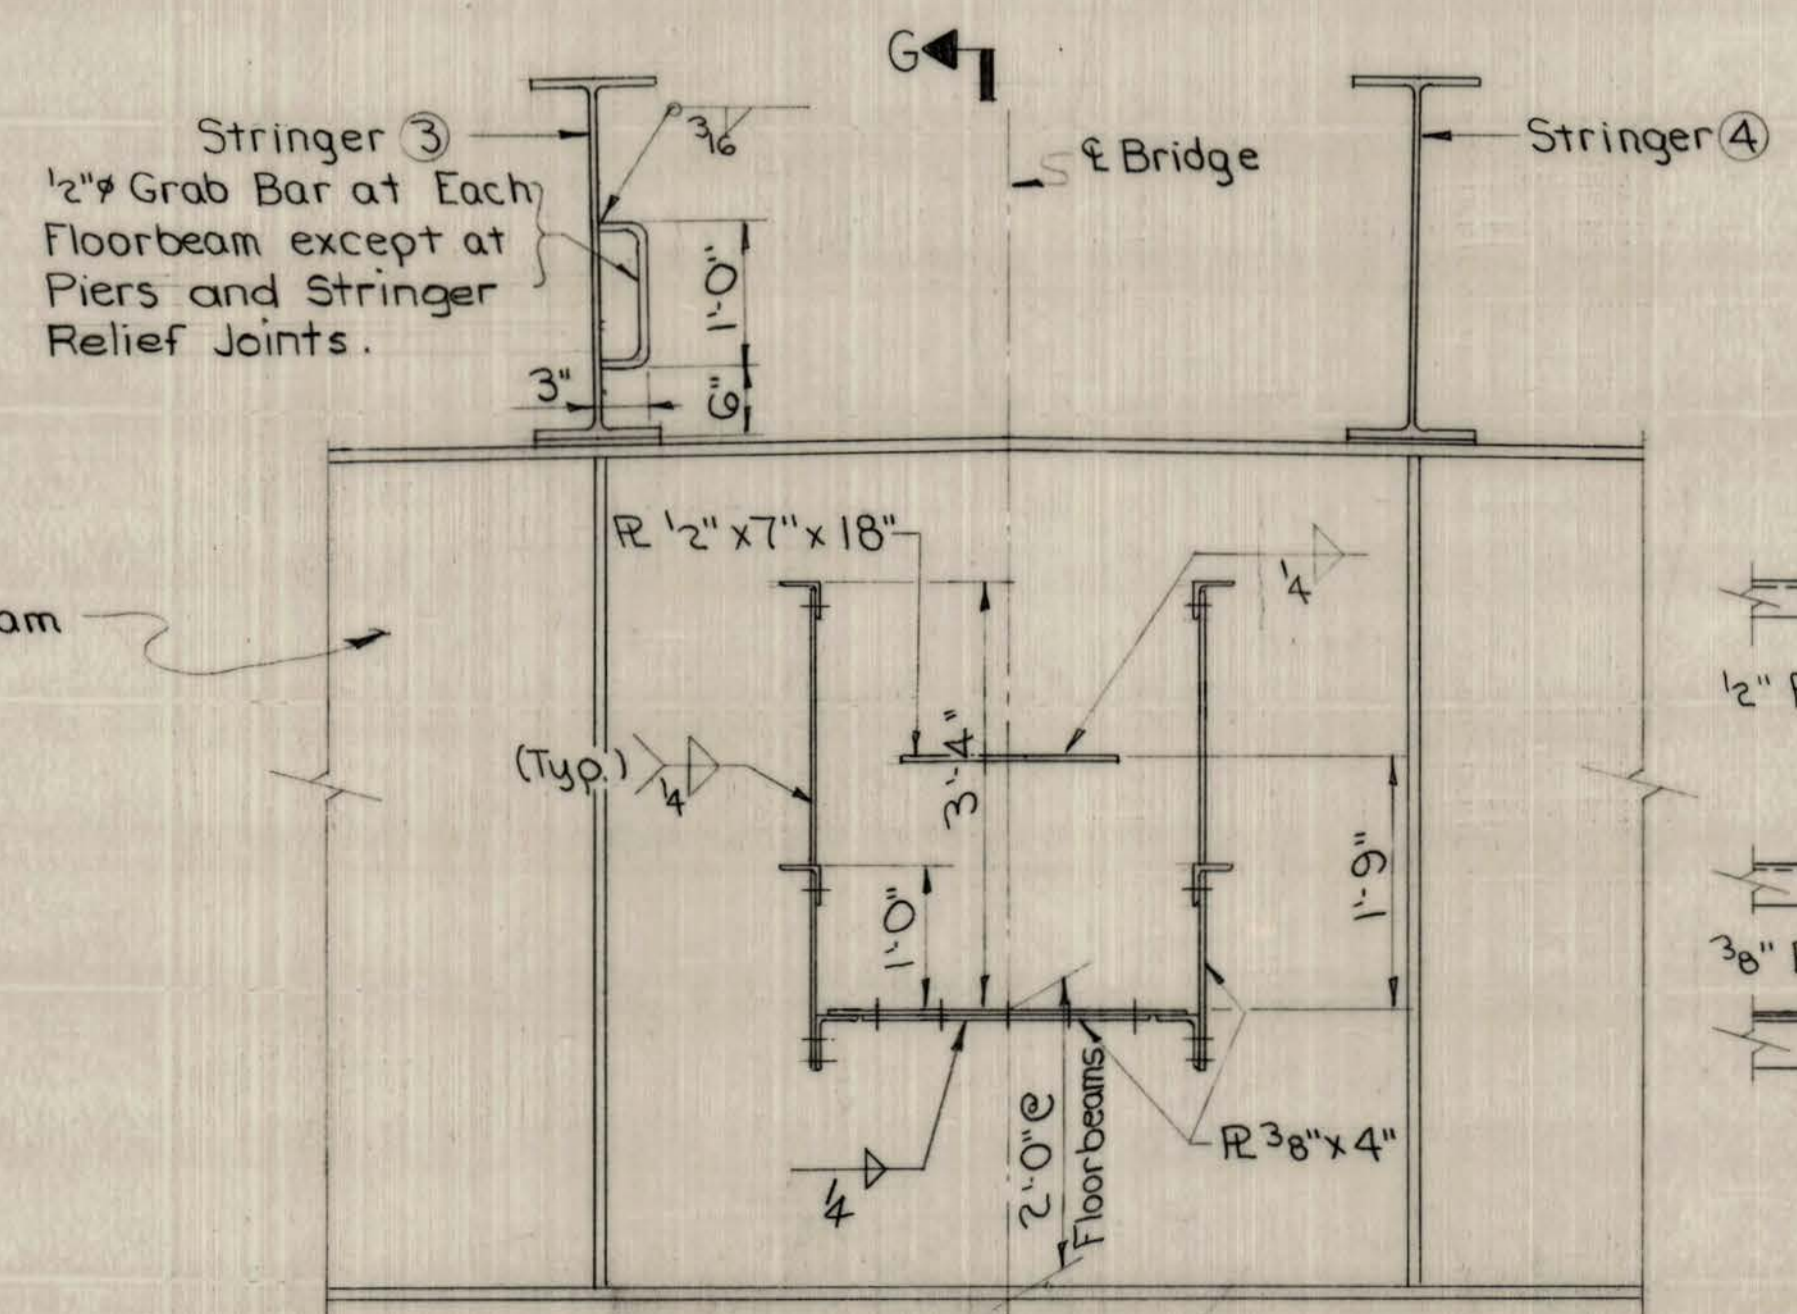 G
Stringer ③
3/16
℄ Bridge
Stringer ④
1/2"ø Grab Bar at Each
Floorbeam except at
Piers and Stringer
Relief Joints.
1'-0"
3"
6"
℞ 1/2" x 7" x 18"
1/4
am
1/2"
(Typ.)
1/4
3'-4"
1'-9"
1'-0"
3/8"
2'-0" @
Floorbeams
℞ 3/8" x 4"
1/4